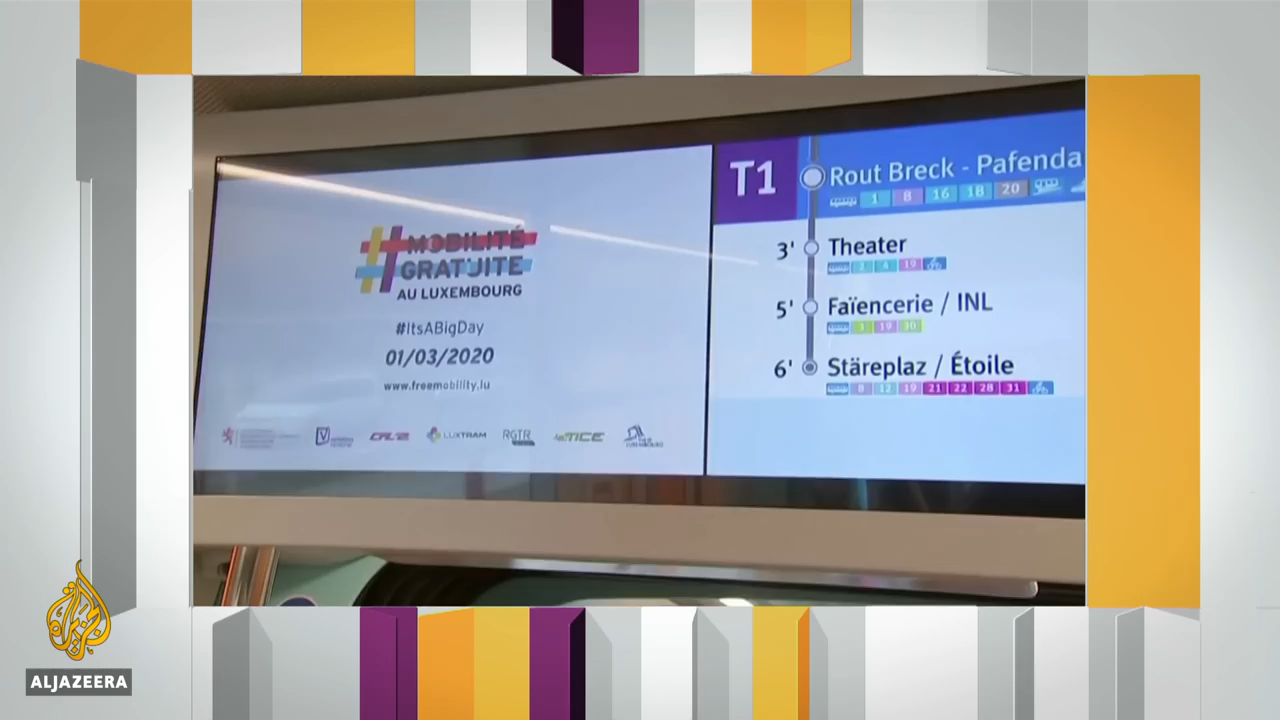 #MOBILITÉ
GRATUITE
AU LUXEMBOURG
#ItsABigDay
01/03/2020
www.freemobility.lu
CFL
LUXTRAM
RGTR
TICE
T1
Rout Breck - Pafenda
1 8 16 18 20
3' Theater
2 4 19
5' Faïencerie / INL
3 19 30
6' Stäreplaz / Étoile
8 12 19 21 22 28 31
الجزيرة
ALJAZEERA